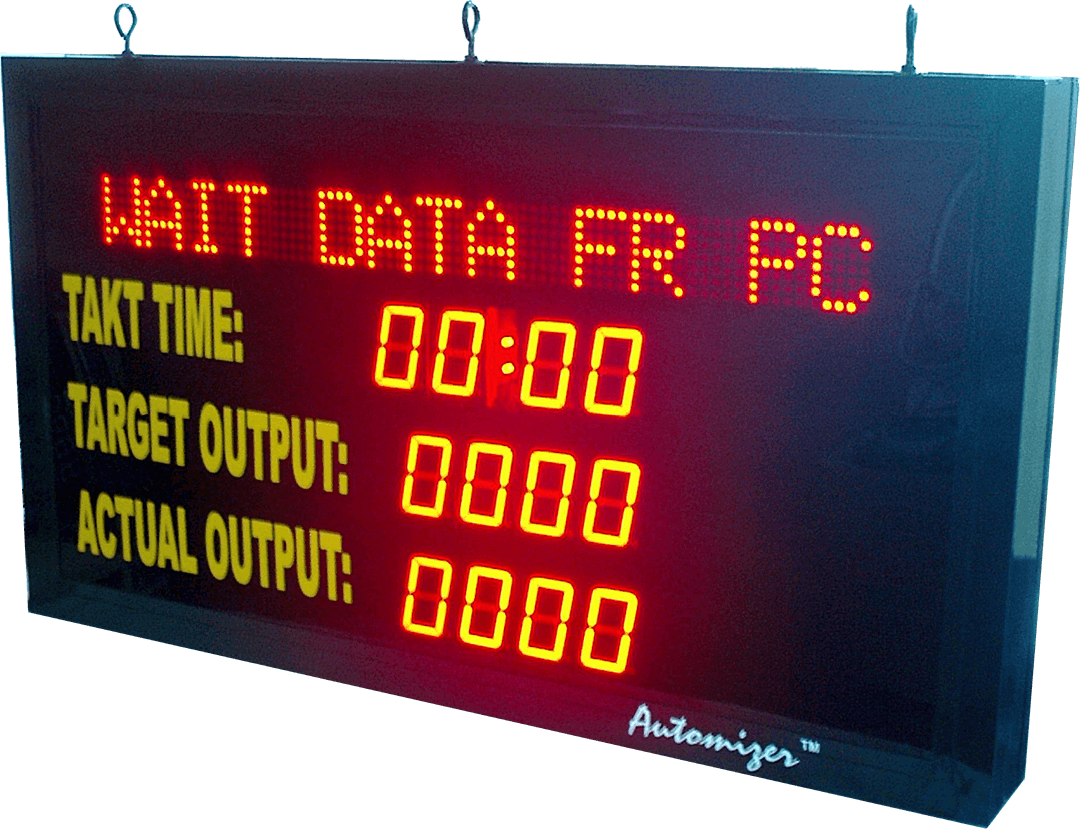 WAIT DATA FR PC
TAKT TIME: 00:00
TARGET OUTPUT: 0000
ACTUAL OUTPUT: 0000
Automizer™